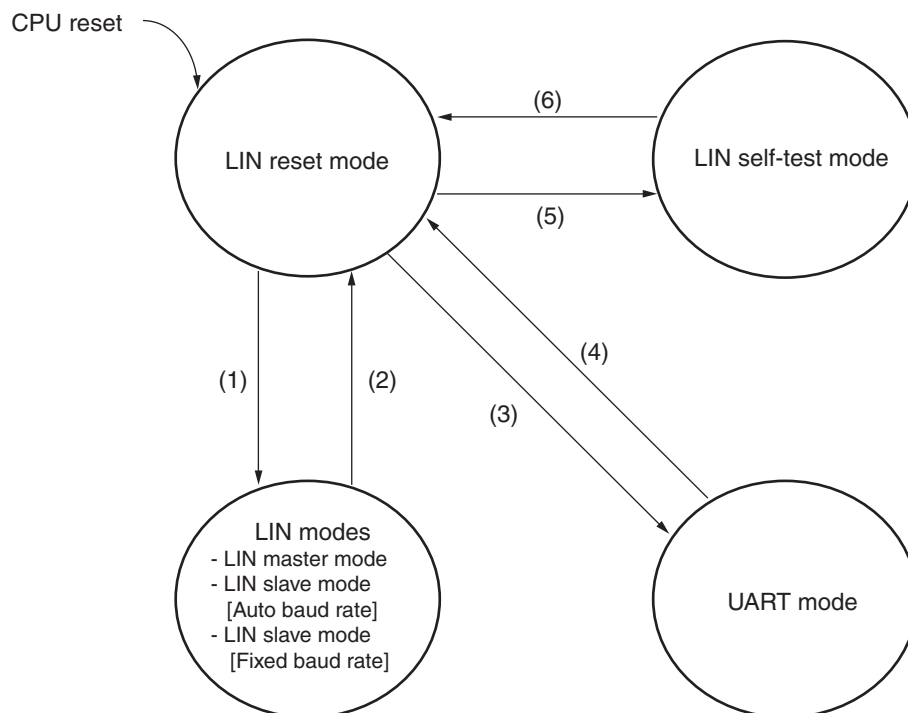 CPU reset
LIN reset mode
(6)
(5)
LIN self-test mode
(1)
(2)
(3)
(4)
LIN modes
- LIN master mode
- LIN slave mode
[Auto baud rate]
- LIN slave mode
[Fixed baud rate]
UART mode